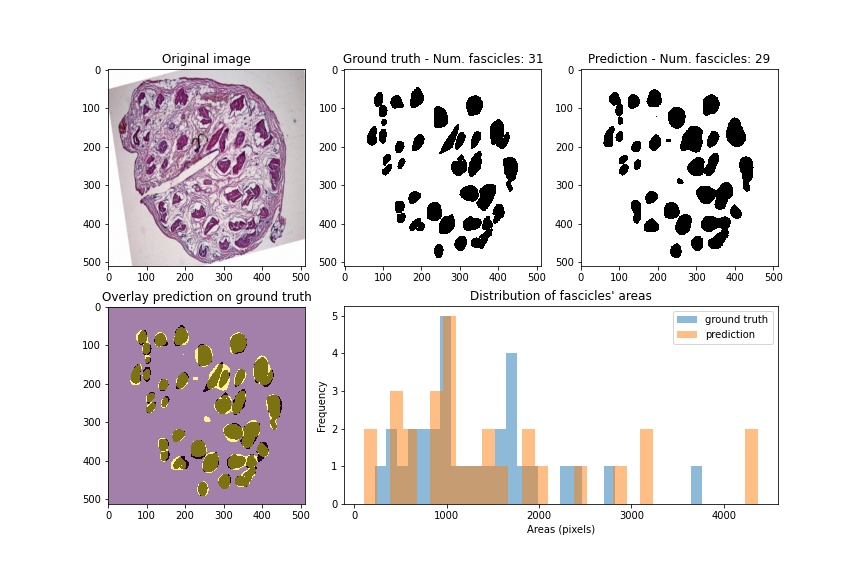 Original image
Ground truth - Num. fascicles: 31
Prediction - Num. fascicles: 29
0
100
200
300
400
500
0 100 200 300 400 500
0
100
200
300
400
500
0 100 200 300 400 500
0
100
200
300
400
500
0 100 200 300 400 500
Overlay prediction on ground truth
0
100
200
300
400
500
0 100 200 300 400 500
Distribution of fascicles' areas
ground truth
prediction
Frequency
5
4
3
2
1
0
0 1000 2000 3000 4000
Areas (pixels)